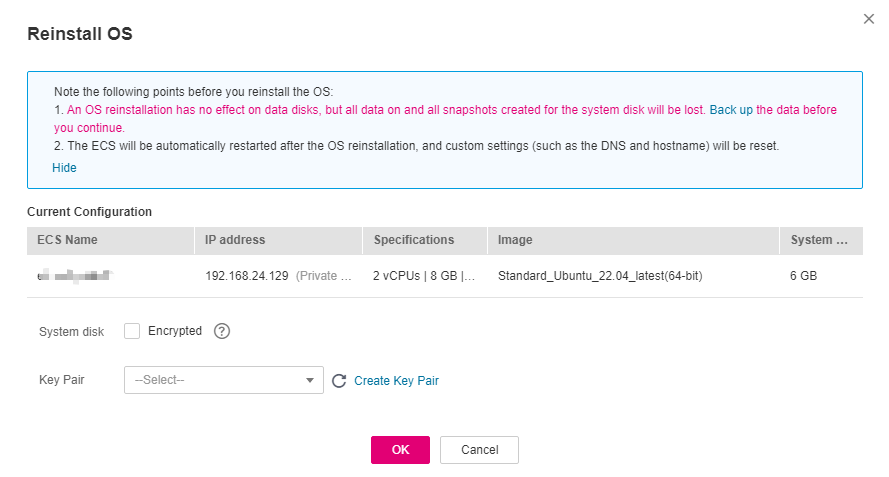 Reinstall OS
Note the following points before you reinstall the OS:
1. An OS reinstallation has no effect on data disks, but all data on and all snapshots created for the system disk will be lost. Back up the data before
you continue.
2. The ECS will be automatically restarted after the OS reinstallation, and custom settings (such as the DNS and hostname) will be reset.
Hide
Current Configuration
ECS Name IP address Specifications Image System ...
192.168.24.129 (Private ... 2 vCPUs | 8 GB |... Standard_Ubuntu_22.04_latest(64-bit) 6 GB
System disk Encrypted ?
Key Pair --Select-- Create Key Pair
OK Cancel